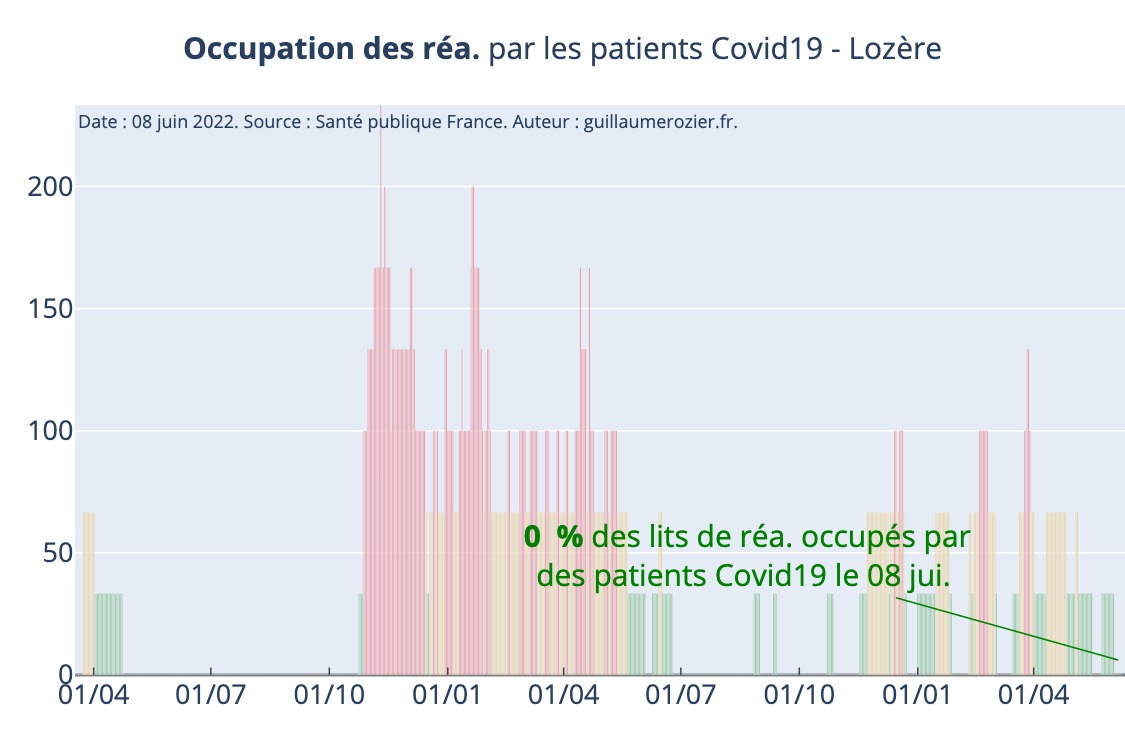 Occupation des réa. par les patients Covid19 - Lozère
Date : 08 juin 2022. Source : Santé publique France. Auteur : guillaumerozier.fr.
200
150
100
50
0
0 % des lits de réa. occupés par
des patients Covid19 le 08 jui.
01/04 01/07 01/10 01/01 01/04 01/07 01/10 01/01 01/04